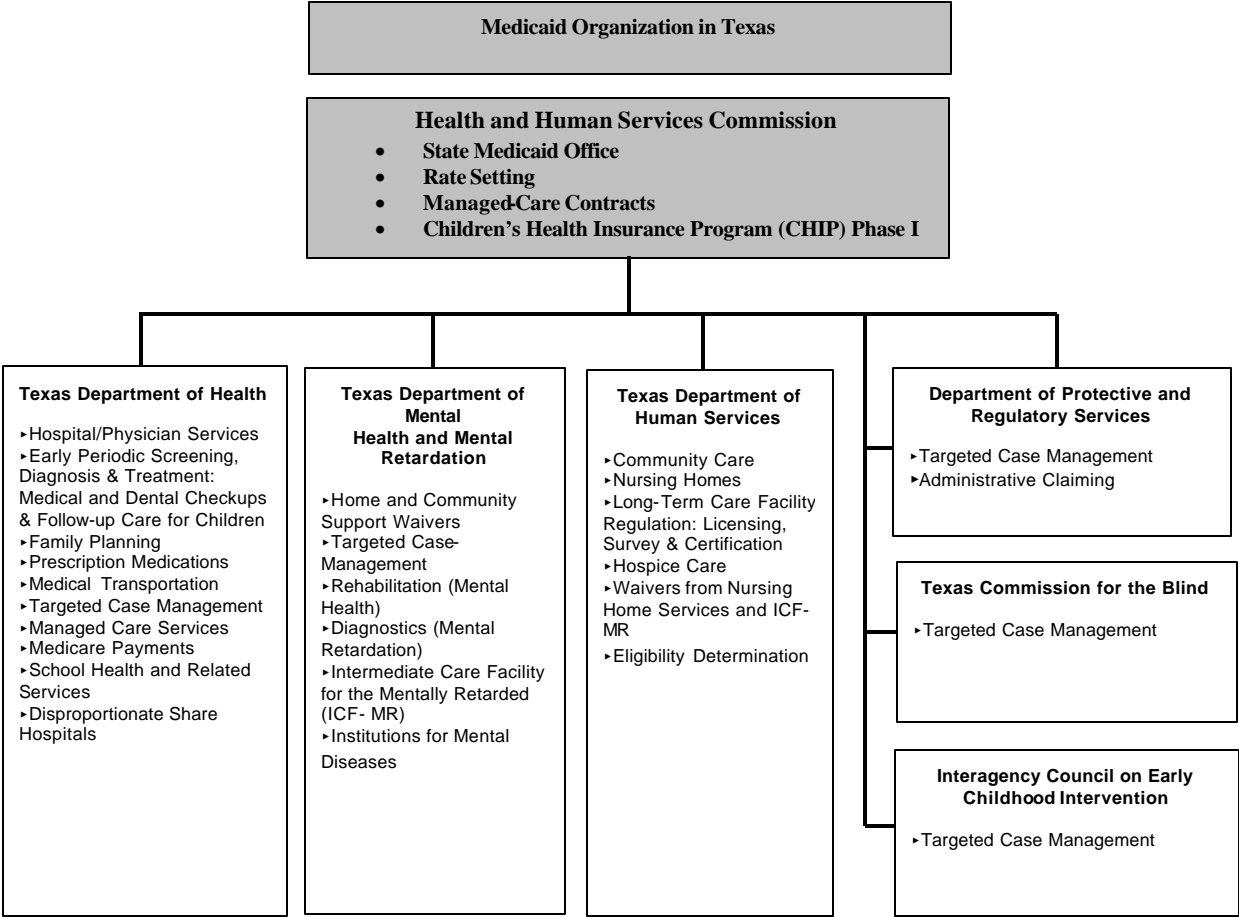 Medicaid Organization in Texas
Health and Human Services Commission
• State Medicaid Office
• Rate Setting
• Managed-Care Contracts
• Children's Health Insurance Program (CHIP) Phase I
Texas Department of Health
‣Hospital/Physician Services
‣Early Periodic Screening,
Diagnosis & Treatment:
Medical and Dental Checkups
& Follow-up Care for Children
‣Family Planning
‣Prescription Medications
‣Medical Transportation
‣Targeted Case Management
‣Managed Care Services
‣Medicare Payments
‣School Health and Related
Services
‣Disproportionate Share
Hospitals
Texas Department of
Mental
Health and Mental
Retardation
‣Home and Community
Support Waivers
‣Targeted Case-
Management
‣Rehabilitation (Mental
Health)
‣Diagnostics (Mental
Retardation)
‣Intermediate Care Facility
for the Mentally Retarded
(ICF- MR)
‣Institutions for Mental
Diseases
Texas Department of
Human Services
‣Community Care
‣Nursing Homes
‣Long-Term Care Facility
Regulation: Licensing,
Survey & Certification
‣Hospice Care
‣Waivers from Nursing
Home Services and ICF-
MR
‣Eligibility Determination
Department of Protective and
Regulatory Services
‣Targeted Case Management
‣Administrative Claiming
Texas Commission for the Blind
‣Targeted Case Management
Interagency Council on Early
Childhood Intervention
‣Targeted Case Management